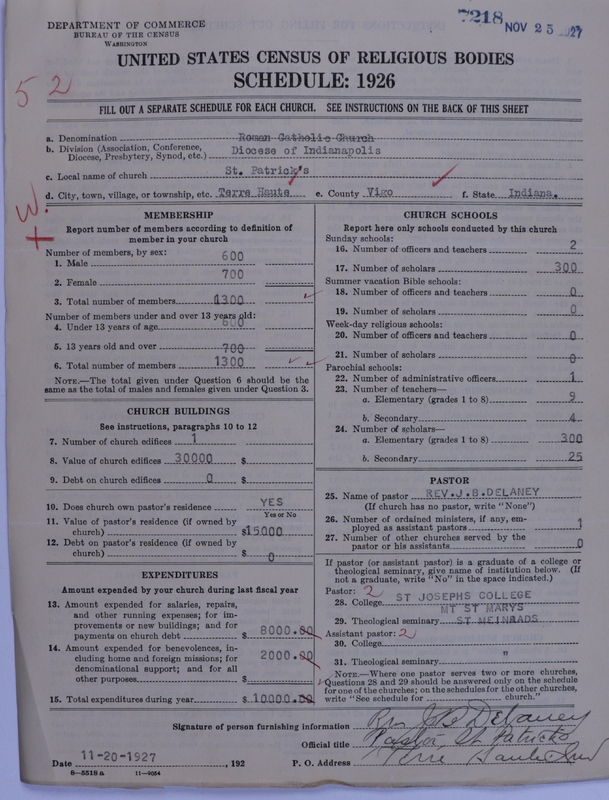 DEPARTMENT OF COMMERCE
BUREAU OF THE CENSUS
WASHINGTON
7218 NOV 25 1927
UNITED STATES CENSUS OF RELIGIOUS BODIES
SCHEDULE: 1926
52
FILL OUT A SEPARATE SCHEDULE FOR EACH CHURCH. SEE INSTRUCTIONS ON THE BACK OF THIS SHEET
a. Denomination Roman Catholic Church
b. Division (Association, Conference, Diocese of Indianapolis
Diocese, Presbytery, Synod, etc.)
c. Local name of church St. Patrick's
d. City, town, village, or township, etc. Terre Haute e. County Vigo f. State Indiana.
W.
MEMBERSHIP
Report number of members according to definition of
member in your church
Number of members, by sex:
1. Male 600
2. Female 700
3. Total number of members 1300
Number of members under and over 13 years old:
4. Under 13 years of age 600
5. 13 years old and over 700
6. Total number of members 1300
NOTE.—The total given under Question 6 should be the
same as the total of males and females given under Question 3.
CHURCH BUILDINGS
See instructions, paragraphs 10 to 12
7. Number of church edifices 1
8. Value of church edifices 30000 $
9. Debt on church edifices 0 $
10. Does church own pastor's residence YES
Yes or No
11. Value of pastor's residence (if owned by
church) $15000
12. Debt on pastor's residence (if owned by
church) $ 0
EXPENDITURES
Amount expended by your church during last fiscal year
13. Amount expended for salaries, repairs,
and other running expenses; for im-
provements or new buildings; and for
payments on church debt $ 8000.00
14. Amount expended for benevolences, in-
cluding home and foreign missions; for 2000.00
denominational support; and for all
other purposes $
15. Total expenditures during year $ 10000.00
CHURCH SCHOOLS
Report here only schools conducted by this church
Sunday schools:
16. Number of officers and teachers 2
17. Number of scholars 300
Summer vacation Bible schools:
18. Number of officers and teachers 0
19. Number of scholars 0
Week-day religious schools:
20. Number of officers and teachers 0
21. Number of scholars 0
Parochial schools:
22. Number of administrative officers 1
23. Number of teachers—
a. Elementary (grades 1 to 8) 9
b. Secondary 4
24. Number of scholars—
a. Elementary (grades 1 to 8) 300
b. Secondary 25
PASTOR
25. Name of pastor REV.J.B.DELANEY
(If church has no pastor, write "None")
26. Number of ordained ministers, if any, em-
ployed as assistant pastors 1
27. Number of other churches served by the
pastor or his assistants 0
If pastor (or assistant pastor) is a graduate of a college or
theological seminary, give name of institution below. (If
not a graduate, write "No" in the space indicated.)
Pastor: 2
28. College ST JOSEPHS COLLEGE
MT ST MARYS
29. Theological seminary ST MEINRADS
Assistant pastor: 2
30. College
"
31. Theological seminary
NOTE.—Where one pastor serves two or more churches,
Questions 28 and 29 should be answered only on the schedule
for one of the churches; on the schedules for the other churches,
write "See schedule for church."
Signature of person furnishing information Rev J B Delaney
Official title Pastor, St Patricks
Date 11-20-1927, 192 P. O. Address Terre Haute Ind
8—5518a 11—9054